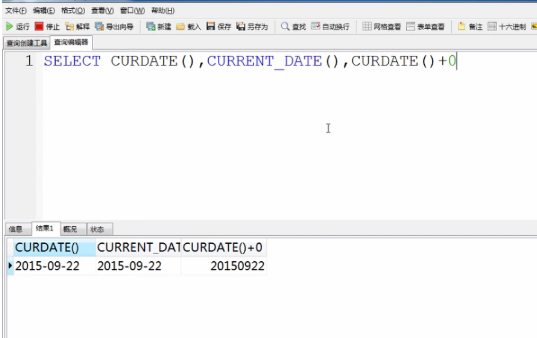 文件(F) 编辑(E) 格式(O) 查看(V) 窗口(W) 帮助(H)
运行 停止 解释 导出向导 新建 载入 保存 另存为 查找 自动换行 网格查看 表单查看 备注 十六进制
查询创建工具 查询编辑器
1 SELECT CURDATE(),CURRENT_DATE(),CURDATE()+0
信息 结果1 概况 状态
CURDATE() CURRENT_DAT CURDATE()+0
2015-09-22 2015-09-22 20150922